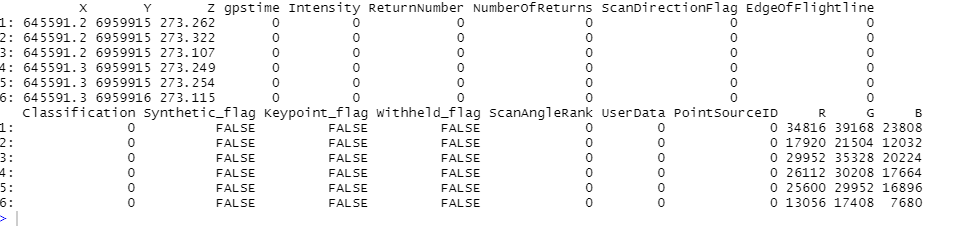 X Y Z gpstime Intensity ReturnNumber NumberOfReturns ScanDirectionFlag EdgeOfFlightline
1: 645591.2 6959915 273.262 0 0 0 0 0 0
2: 645591.2 6959915 273.322 0 0 0 0 0 0
3: 645591.2 6959915 273.107 0 0 0 0 0 0
4: 645591.3 6959915 273.249 0 0 0 0 0 0
5: 645591.3 6959915 273.254 0 0 0 0 0 0
6: 645591.3 6959916 273.115 0 0 0 0 0 0
Classification Synthetic_flag Keypoint_flag Withheld_flag ScanAngleRank UserData PointSourceID R G B
1: 0 FALSE FALSE FALSE 0 0 0 34816 39168 23808
2: 0 FALSE FALSE FALSE 0 0 0 17920 21504 12032
3: 0 FALSE FALSE FALSE 0 0 0 29952 35328 20224
4: 0 FALSE FALSE FALSE 0 0 0 26112 30208 17664
5: 0 FALSE FALSE FALSE 0 0 0 25600 29952 16896
6: 0 FALSE FALSE FALSE 0 0 0 13056 17408 7680
>